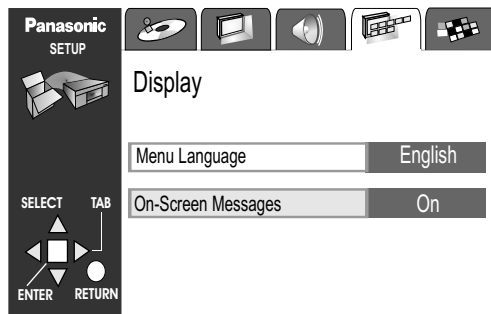 Panasonic
SETUP
Display
Menu Language English
On-Screen Messages On
SELECT TAB
ENTER RETURN